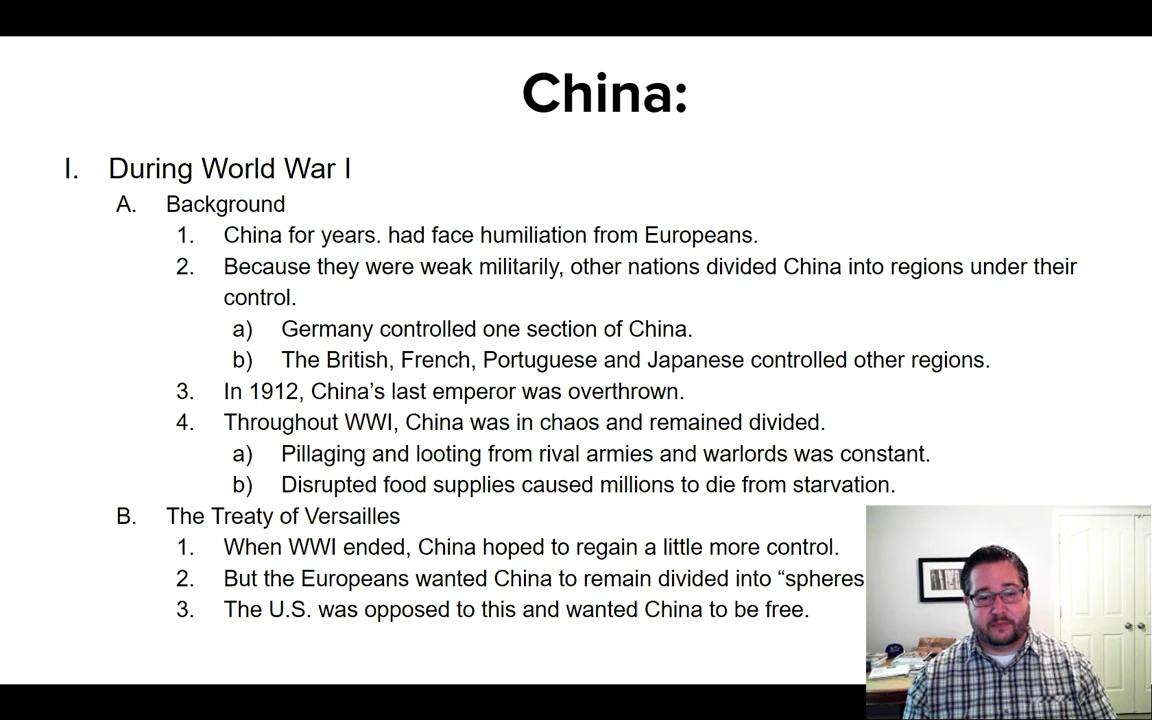 China:
I. During World War I
A. Background
1. China for years. had face humiliation from Europeans.
2. Because they were weak militarily, other nations divided China into regions under their
control.
a) Germany controlled one section of China.
b) The British, French, Portuguese and Japanese controlled other regions.
3. In 1912, China’s last emperor was overthrown.
4. Throughout WWI, China was in chaos and remained divided.
a) Pillaging and looting from rival armies and warlords was constant.
b) Disrupted food supplies caused millions to die from starvation.
B. The Treaty of Versailles
1. When WWI ended, China hoped to regain a little more control.
2. But the Europeans wanted China to remain divided into “spheres
3. The U.S. was opposed to this and wanted China to be free.